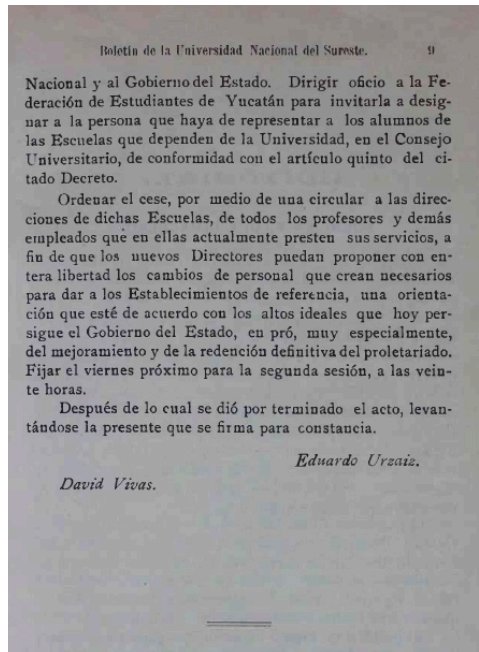 Boletín de la Universidad Nacional del Sureste. 9
Nacional y al Gobierno del Estado. Dirigir oficio a la Fe-
deración de Estudiantes de Yucatán para invitarla a desig-
nar a la persona que haya de representar a los alumnos de
las Escuelas que dependen de la Universidad, en el Consejo
Universitario, de conformidad con el artículo quinto del ci-
tado Decreto.
Ordenar el cese, por medio de una circular a las direc-
ciones de dichas Escuelas, de todos los profesores y demás
empleados que en ellas actualmente presten sus servicios, a
fin de que los nuevos Directores puedan proponer con en-
tera libertad los cambios de personal que crean necesarios
para dar a los Establecimientos de referencia, una orienta-
ción que esté de acuerdo con los altos ideales que hoy per-
sigue el Gobierno del Estado, en pró, muy especialmente,
del mejoramiento y de la redención definitiva del proletariado.
Fijar el viernes próximo para la segunda sesión, a las vein-
te horas.
Después de lo cual se dió por terminado el acto, levan-
tándose la presente que se firma para constancia.
Eduardo Urzaiz.
David Vivas.